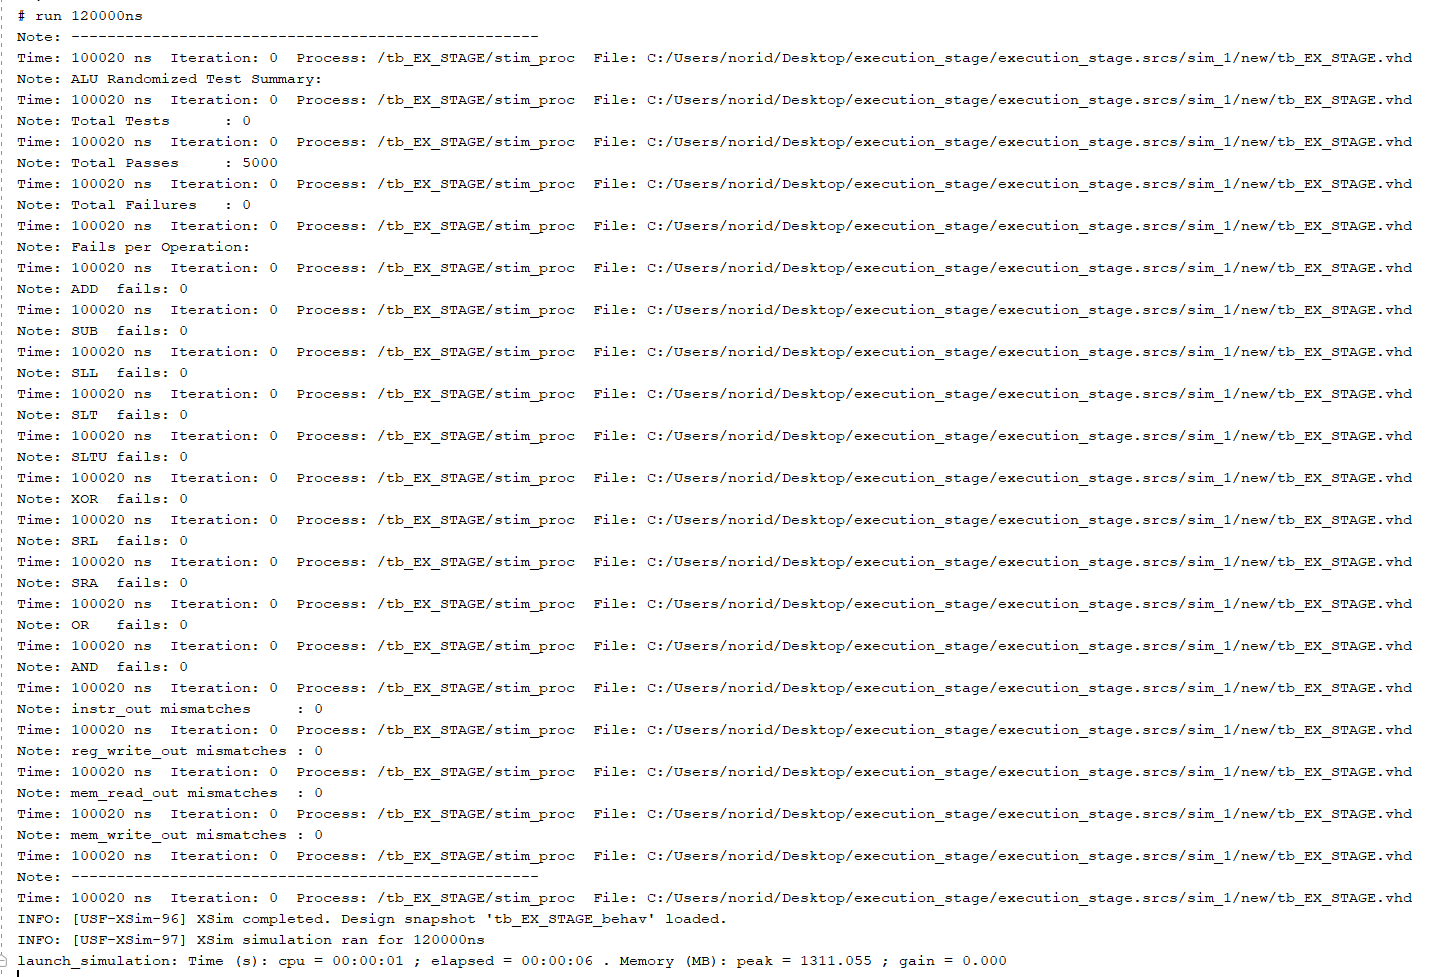 # run 120000ns
Note: ----------------------------------------------------
Time: 100020 ns  Iteration: 0  Process: /tb_EX_STAGE/stim_proc  File: C:/Users/norid/Desktop/execution_stage/execution_stage.srcs/sim_1/new/tb_EX_STAGE.vhd
Note: ALU Randomized Test Summary:
Time: 100020 ns  Iteration: 0  Process: /tb_EX_STAGE/stim_proc  File: C:/Users/norid/Desktop/execution_stage/execution_stage.srcs/sim_1/new/tb_EX_STAGE.vhd
Note: Total Tests      : 0
Time: 100020 ns  Iteration: 0  Process: /tb_EX_STAGE/stim_proc  File: C:/Users/norid/Desktop/execution_stage/execution_stage.srcs/sim_1/new/tb_EX_STAGE.vhd
Note: Total Passes     : 5000
Time: 100020 ns  Iteration: 0  Process: /tb_EX_STAGE/stim_proc  File: C:/Users/norid/Desktop/execution_stage/execution_stage.srcs/sim_1/new/tb_EX_STAGE.vhd
Note: Total Failures   : 0
Time: 100020 ns  Iteration: 0  Process: /tb_EX_STAGE/stim_proc  File: C:/Users/norid/Desktop/execution_stage/execution_stage.srcs/sim_1/new/tb_EX_STAGE.vhd
Note: Fails per Operation:
Time: 100020 ns  Iteration: 0  Process: /tb_EX_STAGE/stim_proc  File: C:/Users/norid/Desktop/execution_stage/execution_stage.srcs/sim_1/new/tb_EX_STAGE.vhd
Note: ADD  fails: 0
Time: 100020 ns  Iteration: 0  Process: /tb_EX_STAGE/stim_proc  File: C:/Users/norid/Desktop/execution_stage/execution_stage.srcs/sim_1/new/tb_EX_STAGE.vhd
Note: SUB  fails: 0
Time: 100020 ns  Iteration: 0  Process: /tb_EX_STAGE/stim_proc  File: C:/Users/norid/Desktop/execution_stage/execution_stage.srcs/sim_1/new/tb_EX_STAGE.vhd
Note: SLL  fails: 0
Time: 100020 ns  Iteration: 0  Process: /tb_EX_STAGE/stim_proc  File: C:/Users/norid/Desktop/execution_stage/execution_stage.srcs/sim_1/new/tb_EX_STAGE.vhd
Note: SLT  fails: 0
Time: 100020 ns  Iteration: 0  Process: /tb_EX_STAGE/stim_proc  File: C:/Users/norid/Desktop/execution_stage/execution_stage.srcs/sim_1/new/tb_EX_STAGE.vhd
Note: SLTU fails: 0
Time: 100020 ns  Iteration: 0  Process: /tb_EX_STAGE/stim_proc  File: C:/Users/norid/Desktop/execution_stage/execution_stage.srcs/sim_1/new/tb_EX_STAGE.vhd
Note: XOR  fails: 0
Time: 100020 ns  Iteration: 0  Process: /tb_EX_STAGE/stim_proc  File: C:/Users/norid/Desktop/execution_stage/execution_stage.srcs/sim_1/new/tb_EX_STAGE.vhd
Note: SRL  fails: 0
Time: 100020 ns  Iteration: 0  Process: /tb_EX_STAGE/stim_proc  File: C:/Users/norid/Desktop/execution_stage/execution_stage.srcs/sim_1/new/tb_EX_STAGE.vhd
Note: SRA  fails: 0
Time: 100020 ns  Iteration: 0  Process: /tb_EX_STAGE/stim_proc  File: C:/Users/norid/Desktop/execution_stage/execution_stage.srcs/sim_1/new/tb_EX_STAGE.vhd
Note: OR   fails: 0
Time: 100020 ns  Iteration: 0  Process: /tb_EX_STAGE/stim_proc  File: C:/Users/norid/Desktop/execution_stage/execution_stage.srcs/sim_1/new/tb_EX_STAGE.vhd
Note: AND  fails: 0
Time: 100020 ns  Iteration: 0  Process: /tb_EX_STAGE/stim_proc  File: C:/Users/norid/Desktop/execution_stage/execution_stage.srcs/sim_1/new/tb_EX_STAGE.vhd
Note: instr_out mismatches     : 0
Time: 100020 ns  Iteration: 0  Process: /tb_EX_STAGE/stim_proc  File: C:/Users/norid/Desktop/execution_stage/execution_stage.srcs/sim_1/new/tb_EX_STAGE.vhd
Note: reg_write_out mismatches : 0
Time: 100020 ns  Iteration: 0  Process: /tb_EX_STAGE/stim_proc  File: C:/Users/norid/Desktop/execution_stage/execution_stage.srcs/sim_1/new/tb_EX_STAGE.vhd
Note: mem_read_out mismatches  : 0
Time: 100020 ns  Iteration: 0  Process: /tb_EX_STAGE/stim_proc  File: C:/Users/norid/Desktop/execution_stage/execution_stage.srcs/sim_1/new/tb_EX_STAGE.vhd
Note: mem_write_out mismatches : 0
Time: 100020 ns  Iteration: 0  Process: /tb_EX_STAGE/stim_proc  File: C:/Users/norid/Desktop/execution_stage/execution_stage.srcs/sim_1/new/tb_EX_STAGE.vhd
Note: ----------------------------------------------------
Time: 100020 ns  Iteration: 0  Process: /tb_EX_STAGE/stim_proc  File: C:/Users/norid/Desktop/execution_stage/execution_stage.srcs/sim_1/new/tb_EX_STAGE.vhd
INFO: [USF-XSim-96] XSim completed. Design snapshot 'tb_EX_STAGE_behav' loaded.
INFO: [USF-XSim-97] XSim simulation ran for 120000ns
launch_simulation: Time (s): cpu = 00:00:01 ; elapsed = 00:00:06 . Memory (MB): peak = 1311.055 ; gain = 0.000